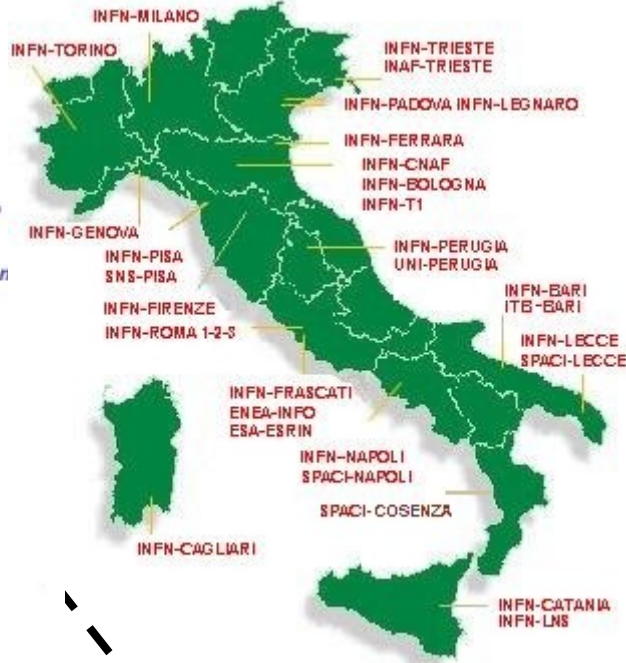 INFN-MILANO
INFN-TORINO
INFN-TRIESTE
INAF-TRIESTE
INFN-PADOVA INFN-LEGNARO
INFN-FERRARA
INFN-CNAF
INFN-BOLOGNA
INFN-T1
INFN-GENOVA
INFN-PISA
SNS-PISA
INFN-PERUGIA
UNI-PERUGIA
INFN-FIRENZE
INFN-ROMA 1-2-3
INFN-BARI
ITB-BARI
INFN-LECCE
SPACI-LECCE
INFN-FRASCATI
ENEA-INFO
ESA-ESRIN
INFN-NAPOLI
SPACI-NAPOLI
SPACI-COSENZA
INFN-CAGLIARI
INFN-CATANIA
INFN-LNS